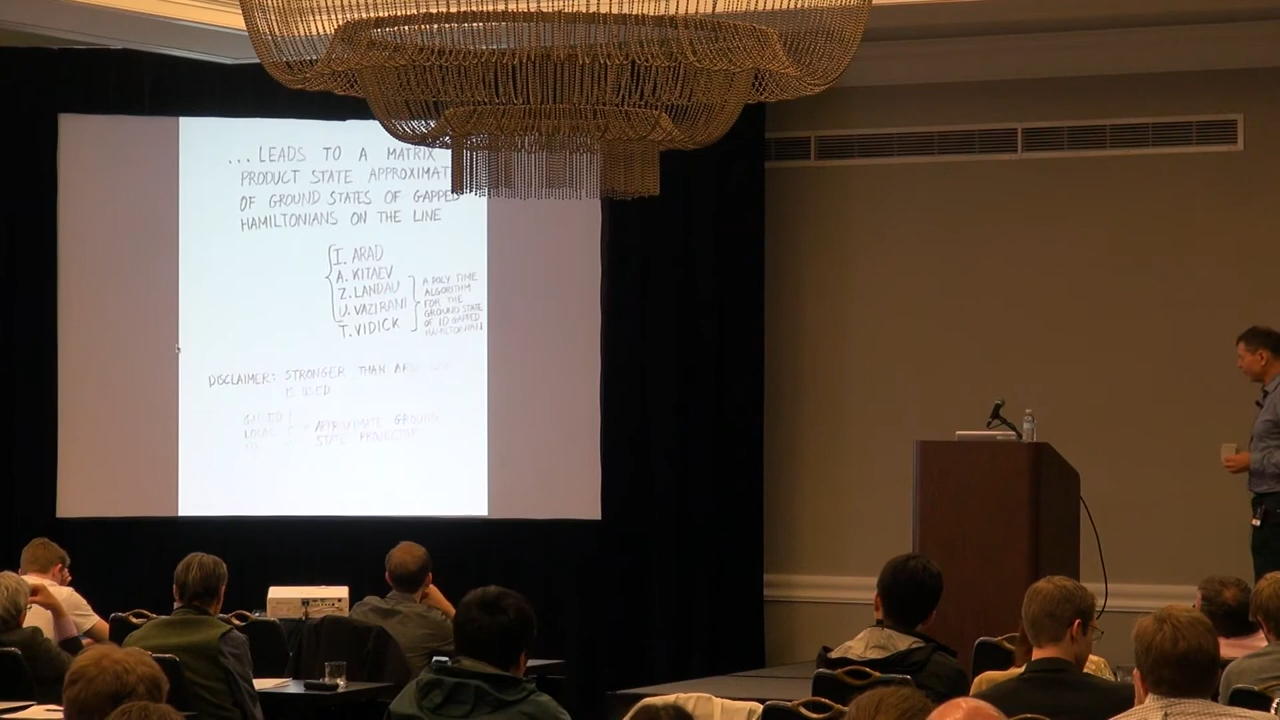 ... LEADS TO A MATRIX
PRODUCT STATE APPROXIMAT
OF GROUND STATES OF GAPPED
HAMILTONIANS ON THE LINE
I. ARAD
A. KITAEV
Z. LANDAU
U. VAZIRANI
T. VIDICK
A POLY TIME
ALGORITHM
FOR THE
GROUND STATE
OF 1D GAPPED
HAMILTONIAN
DISCLAIMER: STRONGER THAN
IS USED
LOCAL
APPROXIMATE GROUND
STATE PROJECTOR